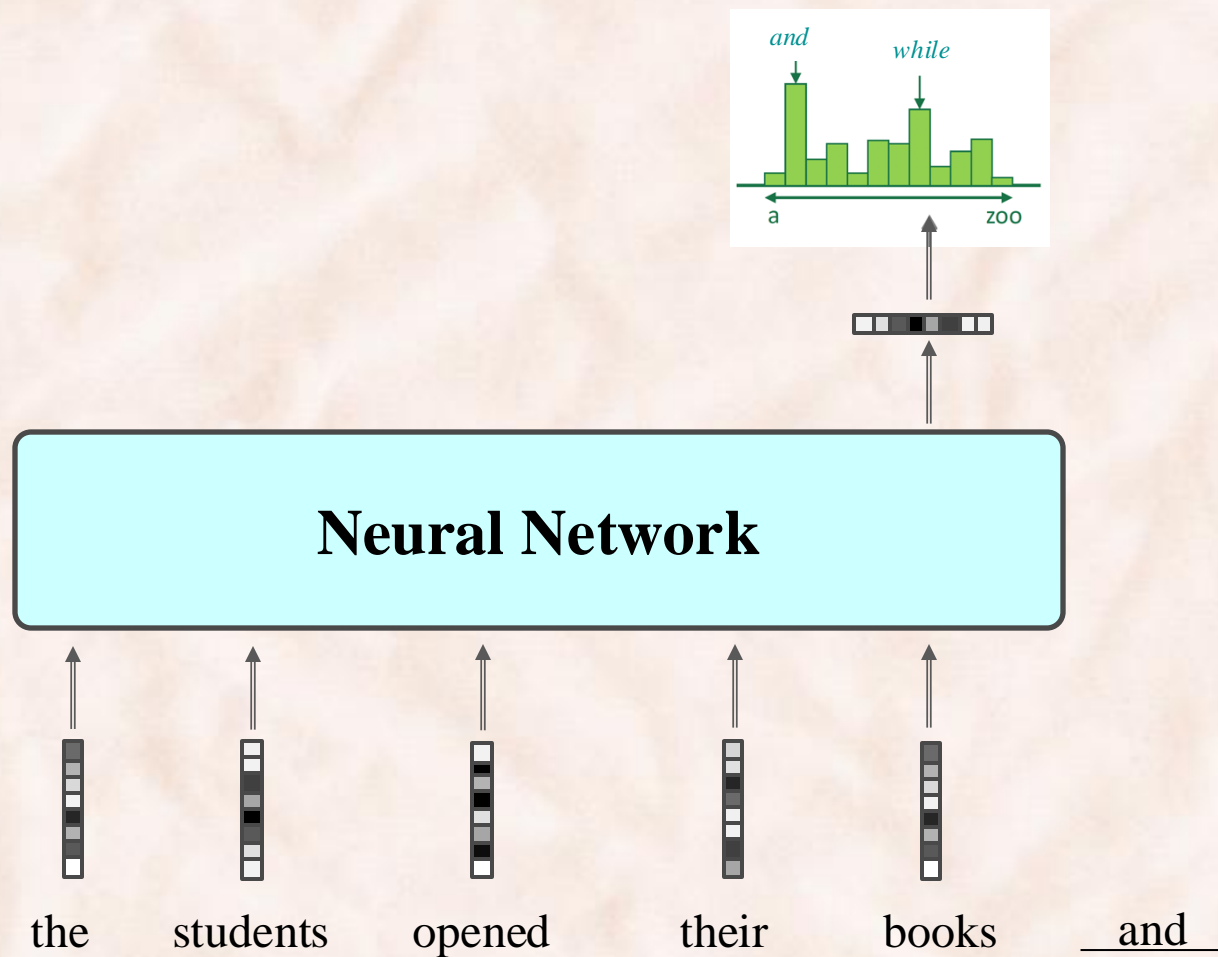 and while
a zoo
Neural Network
the students opened their books and